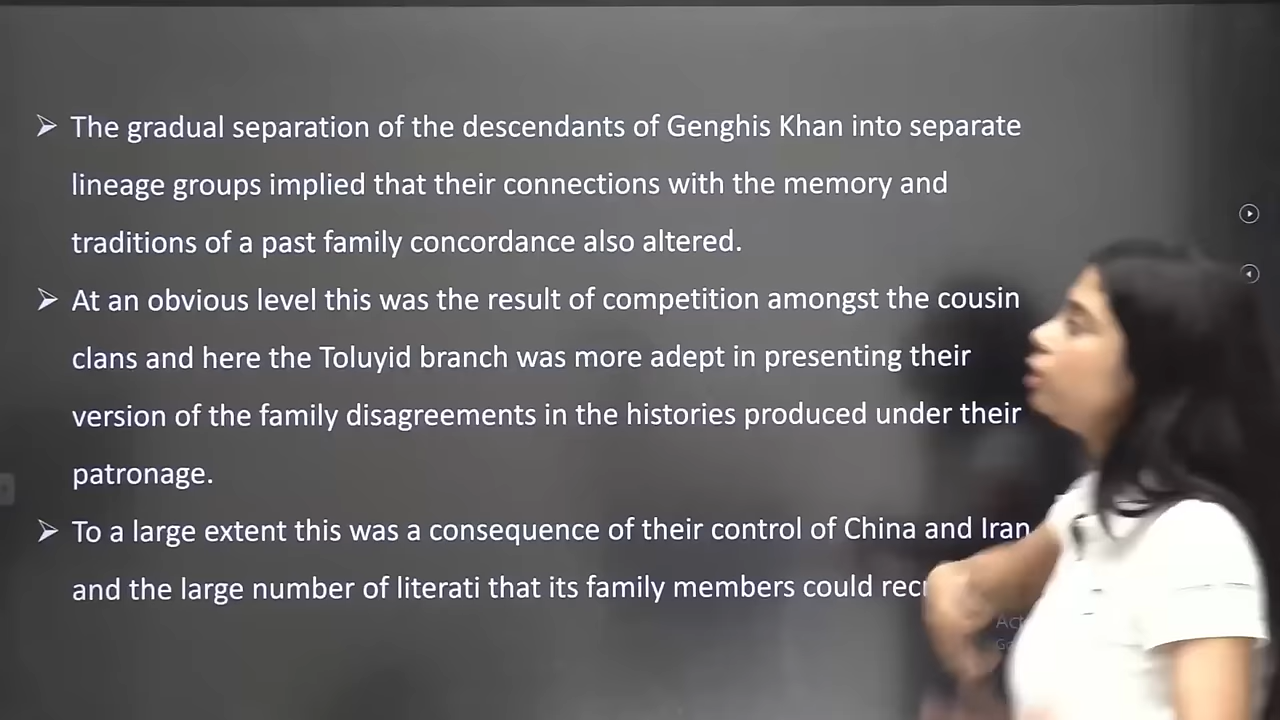 The gradual separation of the descendants of Genghis Khan into separate
lineage groups implied that their connections with the memory and
traditions of a past family concordance also altered.
At an obvious level this was the result of competition amongst the cousin
clans and here the Toluyid branch was more adept in presenting their
version of the family disagreements in the histories produced under their
patronage.
To a large extent this was a consequence of their control of China and Iran
and the large number of literati that its family members could